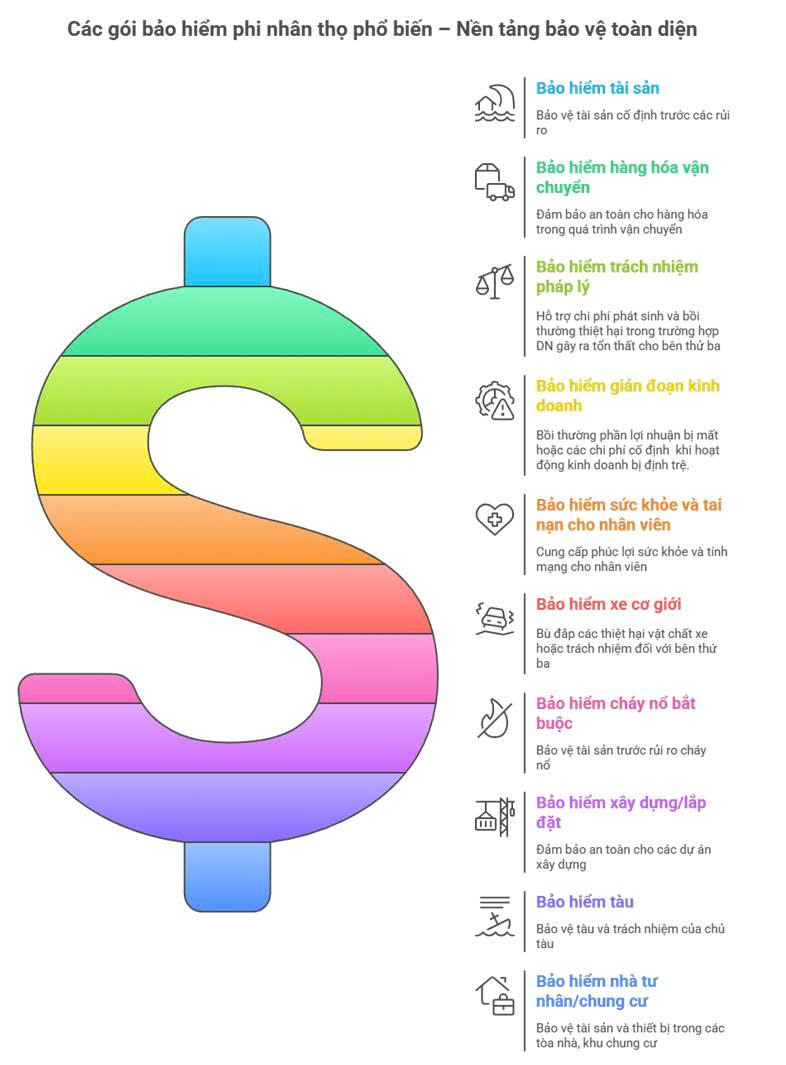 Các gói bảo hiểm phi nhân thọ phổ biến – Nền tảng bảo vệ toàn diện
Bảo hiểm tài sản
Bảo vệ tài sản cố định trước các rủi
ro
Bảo hiểm hàng hóa vận
chuyển
Đảm bảo an toàn cho hàng hóa
trong quá trình vận chuyển
Bảo hiểm trách nhiệm
pháp lý
Hỗ trợ chi phí phát sinh và bồi
thường thiệt hại trong trường hợp
DN gây ra tổn thất cho bên thứ ba
Bảo hiểm gián đoạn kinh
doanh
Bồi thường phần lợi nhuận bị mất
hoặc các chi phí cố định khi hoạt
động kinh doanh bị định trệ.
Bảo hiểm sức khỏe và tai
nạn cho nhân viên
Cung cấp phúc lợi sức khỏe và tính
mạng cho nhân viên
Bảo hiểm xe cơ giới
Bù đắp các thiệt hại vật chất xe
hoặc trách nhiệm đối với bên thứ
ba
Bảo hiểm cháy nổ bắt
buộc
Bảo vệ tài sản trước rủi ro cháy
nổ
Bảo hiểm xây dựng/lắp
đặt
Đảm bảo an toàn cho các dự án
xây dựng
Bảo hiểm tàu
Bảo vệ tàu và trách nhiệm của chủ
tàu
Bảo hiểm nhà tư
nhân/chung cư
Bảo vệ tài sản và thiết bị trong các
tòa nhà, khu chung cư